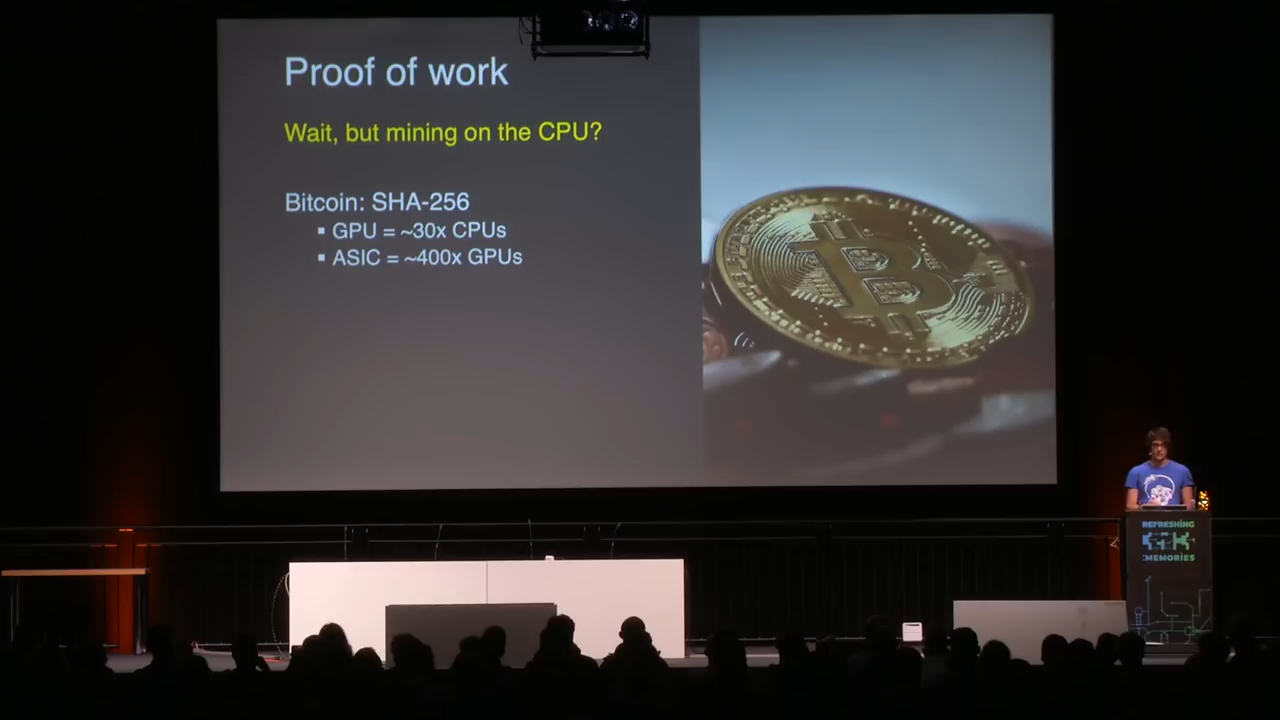 Proof of work
Wait, but mining on the CPU?
Bitcoin: SHA-256
▪ GPU = ~30x CPUs
▪ ASIC = ~400x GPUs
REFRESHING
MEMORIES